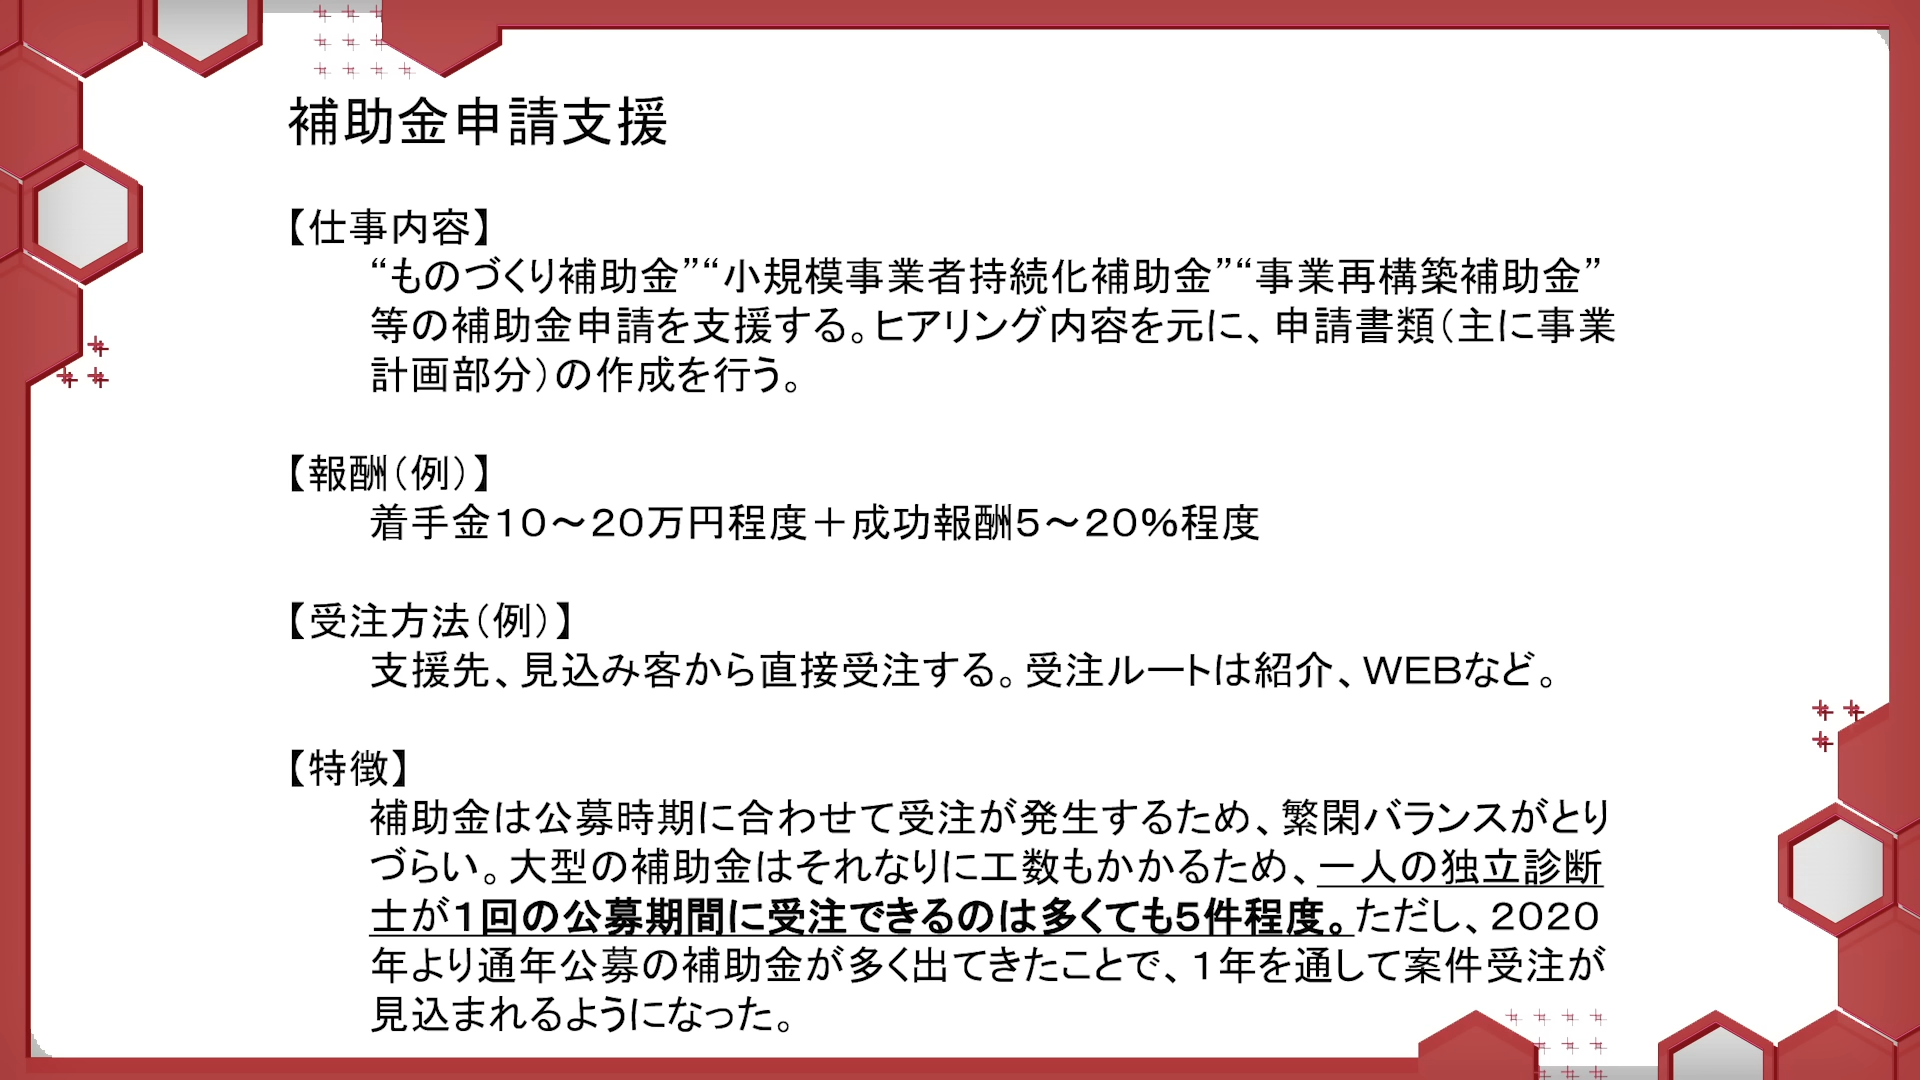 補助金申請支援
【仕事内容】
“ものづくり補助金”“小規模事業者持続化補助金”“事業再構築補助金”
等の補助金申請を支援する。ヒアリング内容を元に、申請書類（主に事業
計画部分）の作成を行う。
【報酬（例）】
着手金１０～２０万円程度＋成功報酬５～２０％程度
【受注方法（例）】
支援先、見込み客から直接受注する。受注ルートは紹介、ＷＥＢなど。
【特徴】
補助金は公募時期に合わせて受注が発生するため、繁閑バランスがとり
づらい。大型の補助金はそれなりに工数もかかるため、一人の独立診断
士が１回の公募期間に受注できるのは多くても５件程度。ただし、２０２０
年より通年公募の補助金が多く出てきたことで、１年を通して案件受注が
見込まれるようになった。